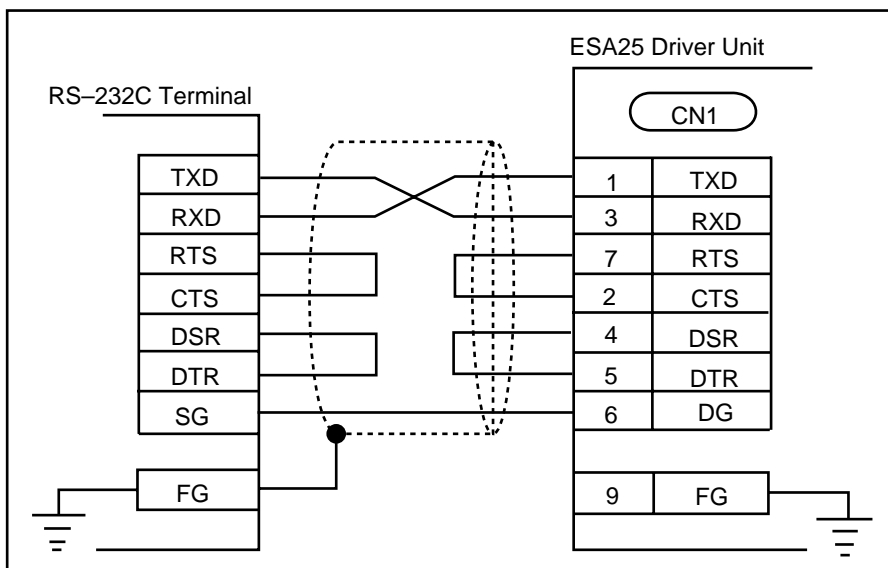 ESA25 Driver Unit
RS–232C Terminal
CN1
TXD
RXD
RTS
CTS
DSR
DTR
SG
FG
1 TXD
3 RXD
7 RTS
2 CTS
4 DSR
5 DTR
6 DG
9 FG